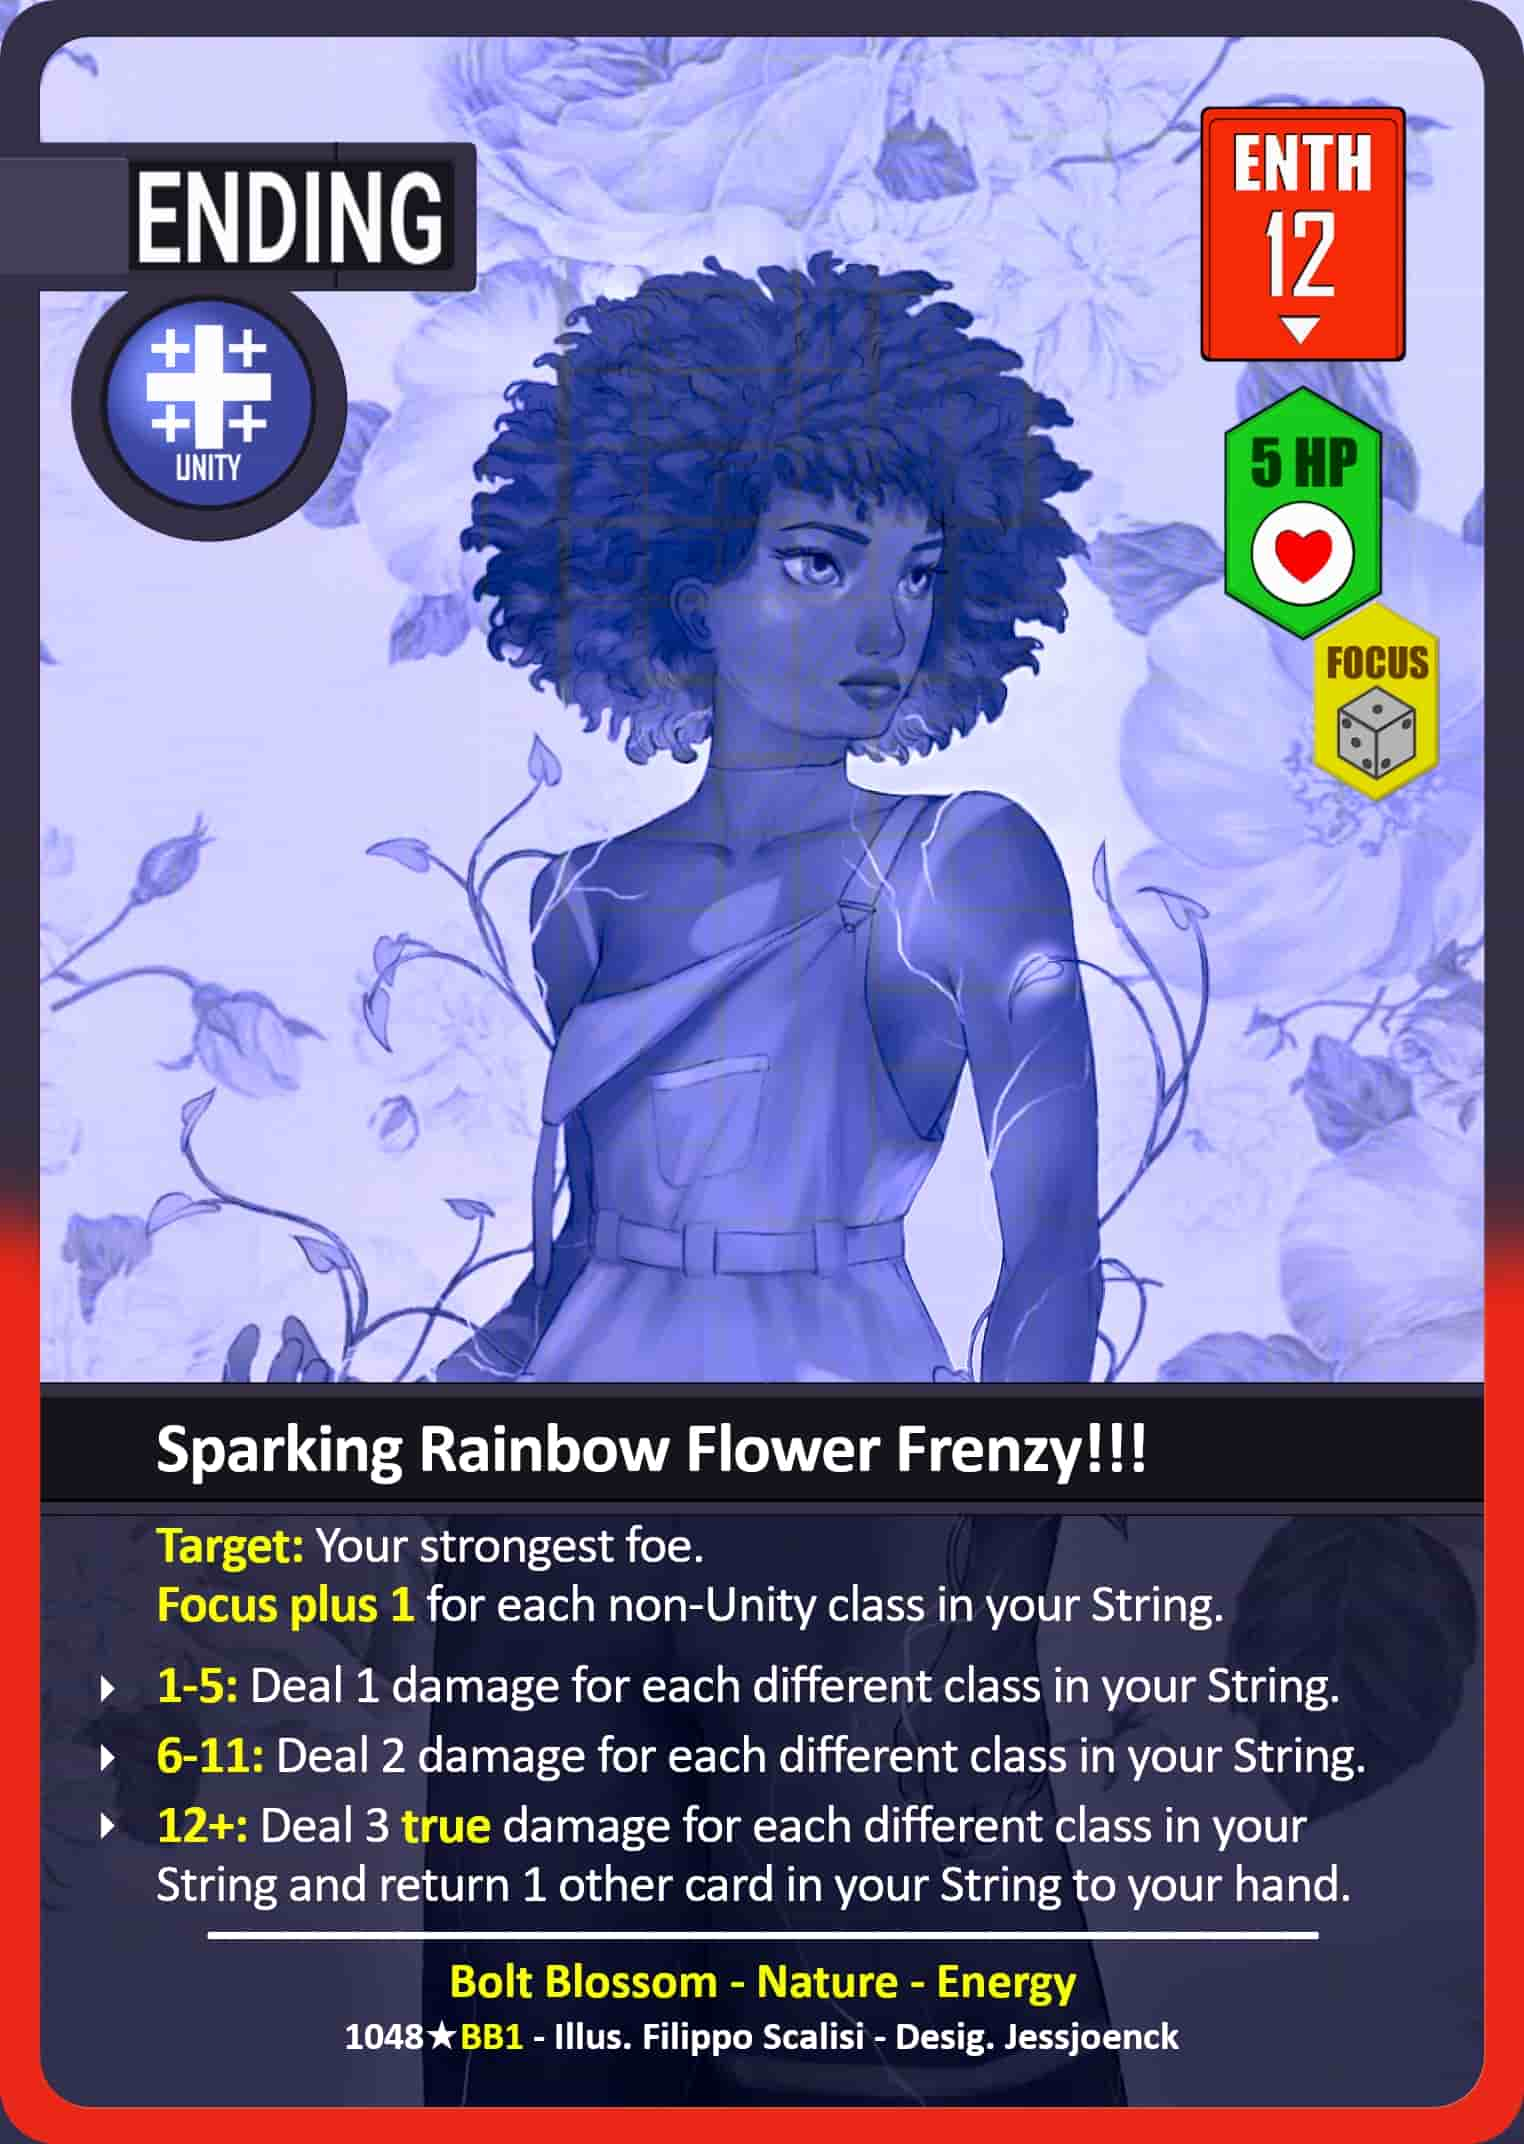 ENDING
ENTH
12
UNITY
5 HP
FOCUS
Sparking Rainbow Flower Frenzy!!!
Target: Your strongest foe.
Focus plus 1 for each non-Unity class in your String.
1-5: Deal 1 damage for each different class in your String.
6-11: Deal 2 damage for each different class in your String.
12+: Deal 3 true damage for each different class in your
String and return 1 other card in your String to your hand.
Bolt Blossom - Nature - Energy
1048★BB1 - Illus. Filippo Scalisi - Desig. Jessjoenck